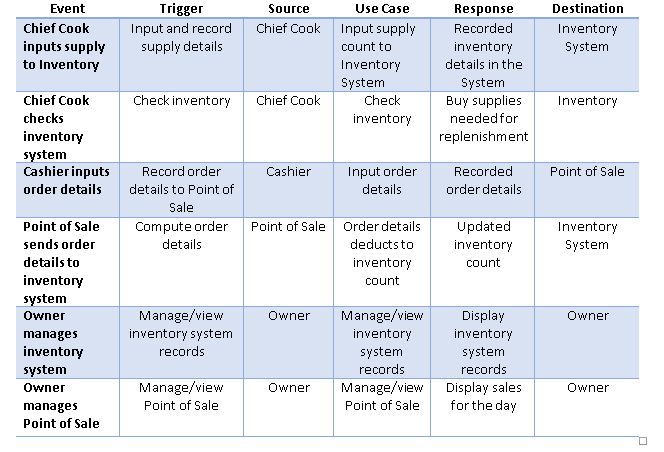 Event Trigger Source Use Case Response Destination
Chief Cook inputs supply to Inventory
Input and record supply details
Chief Cook
Input supply count to Inventory System
Recorded inventory details in the System
Inventory System
Chief Cook checks inventory system
Check inventory
Chief Cook
Check inventory
Buy supplies needed for replenishment
Inventory
Cashier inputs order details
Record order details to Point of Sale
Cashier
Input order details
Recorded order details
Point of Sale
Point of Sale sends order details to inventory system
Compute order details
Point of Sale
Order details deducts to inventory count
Updated inventory count
Inventory System
Owner manages inventory system
Manage/view inventory system records
Owner
Manage/view inventory system records
Display inventory system records
Owner
Owner manages Point of Sale
Manage/view Point of Sale
Owner
Manage/view Point of Sale
Display sales for the day
Owner